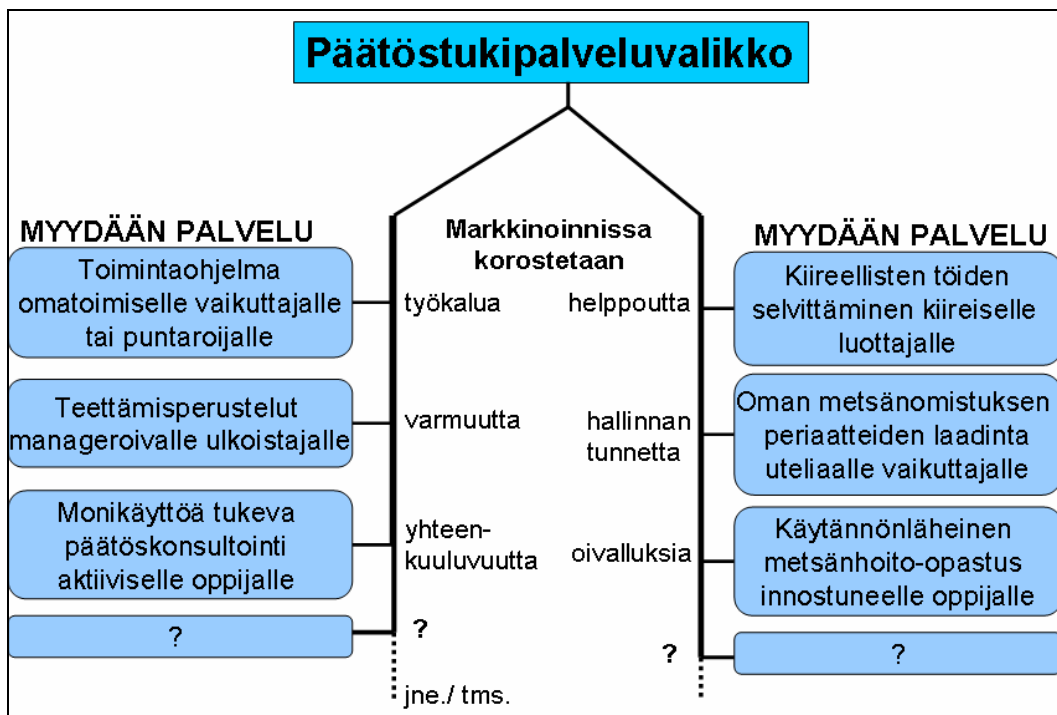 Päätöstukipalveluvalikko
MYYDÄÄN PALVELU
Toimintaohjelma
omatoimiselle vaikuttajalle
tai puntaroijalle
Teettämisperustelut
manageroivalle ulkoistajalle
Monikäyttöä tukeva
päätöskonsultointi
aktiiviselle oppijalle
?
Markkinoinnissa
korostetaan
työkalua
varmuutta
yhteen-
kuuluvuutta
?
jne./ tms.
helppoutta
hallinnan
tunnetta
oivalluksia
?
MYYDÄÄN PALVELU
Kiireellisten töiden
selvittäminen kiireiselle
luottajalle
Oman metsänomistuksen
periaatteiden laadinta
uteliaalle vaikuttajalle
Käytännönläheinen
metsänhoito-opastus
innostuneelle oppijalle
?